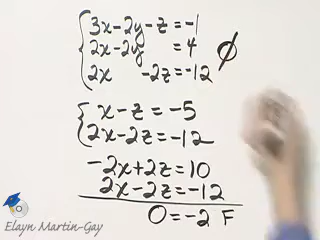 3x-2y-z=-1
2x-2y =4
2x -2z=-12
∅
x-z=-5
2x-2z=-12
-2x+2z=10
2x-2z=-12
0=-2 F
Elayn Martin-Gay